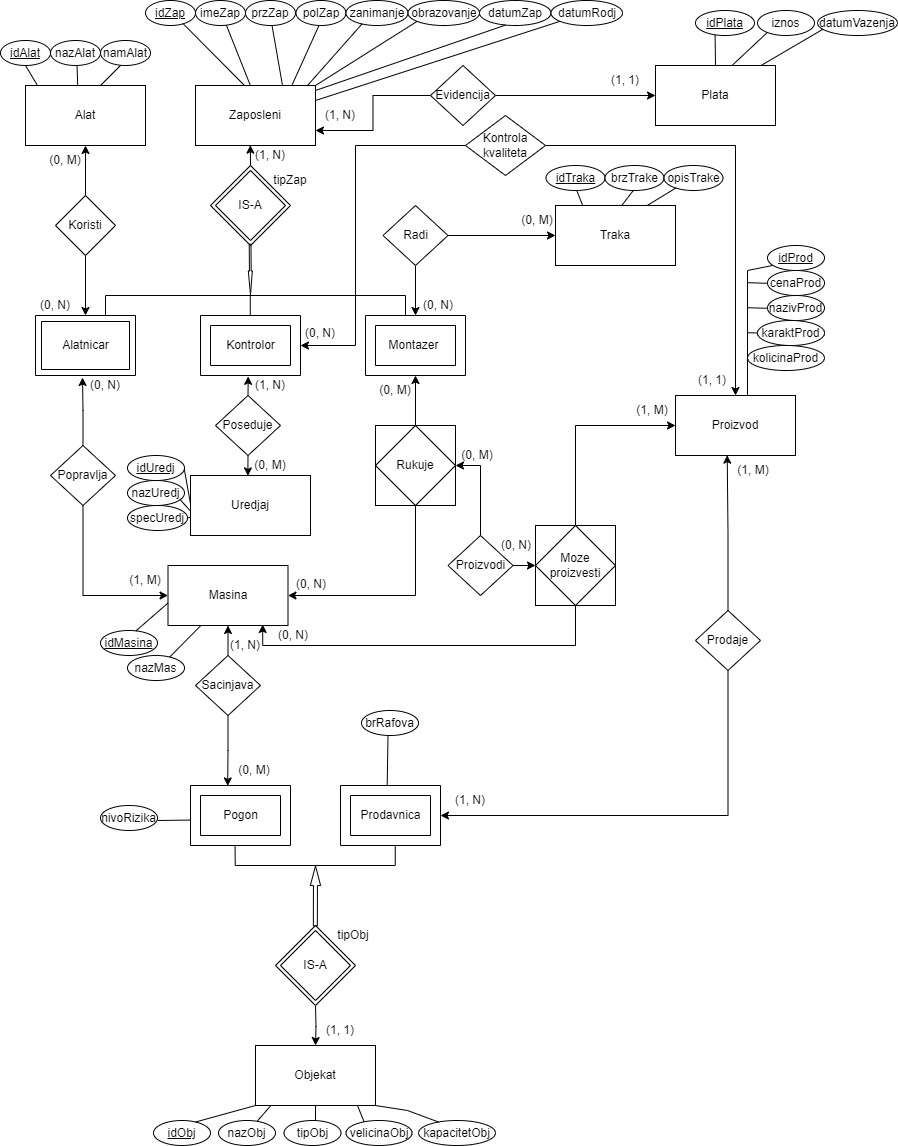 idZap
imeZap
przZap
polZap
zanimanje
obrazovanje
datumZap
datumRodj
idPlata
iznos
datumVazenja
idAlat
nazAlat
namAlat
Alat
Zaposleni
Evidencija
(1, 1)
Plata
(1, N)
(0, M)
(1, N)
Kontrola
kvaliteta
tipZap
IS-A
idTraka
brzTrake
opisTrake
Koristi
Radi
(0, M)
Traka
idProd
cenaProd
nazivProd
karaktProd
kolicinaProd
(0, N)
(0, N)
(0, N)
Alatnicar
Kontrolor
Montazer
(0, N)
(1, N)
(0, M)
(1, 1)
Poseduje
(1, M)
Proizvod
Popravlja
(0, M)
Rukuje
(0, M)
(1, M)
idUredj
nazUredj
specUredj
Uredjaj
(0, N)
Proizvodi
Moze
proizvesti
(1, M)
Masina
(0, N)
idMasina
nazMas
(1, N)
(0, N)
Prodaje
Sacinjava
brRafova
(0, M)
(1, N)
nivoRizika
Pogon
Prodavnica
tipObj
IS-A
(1, 1)
Objekat
idObj
nazObj
tipObj
velicinaObj
kapacitetObj